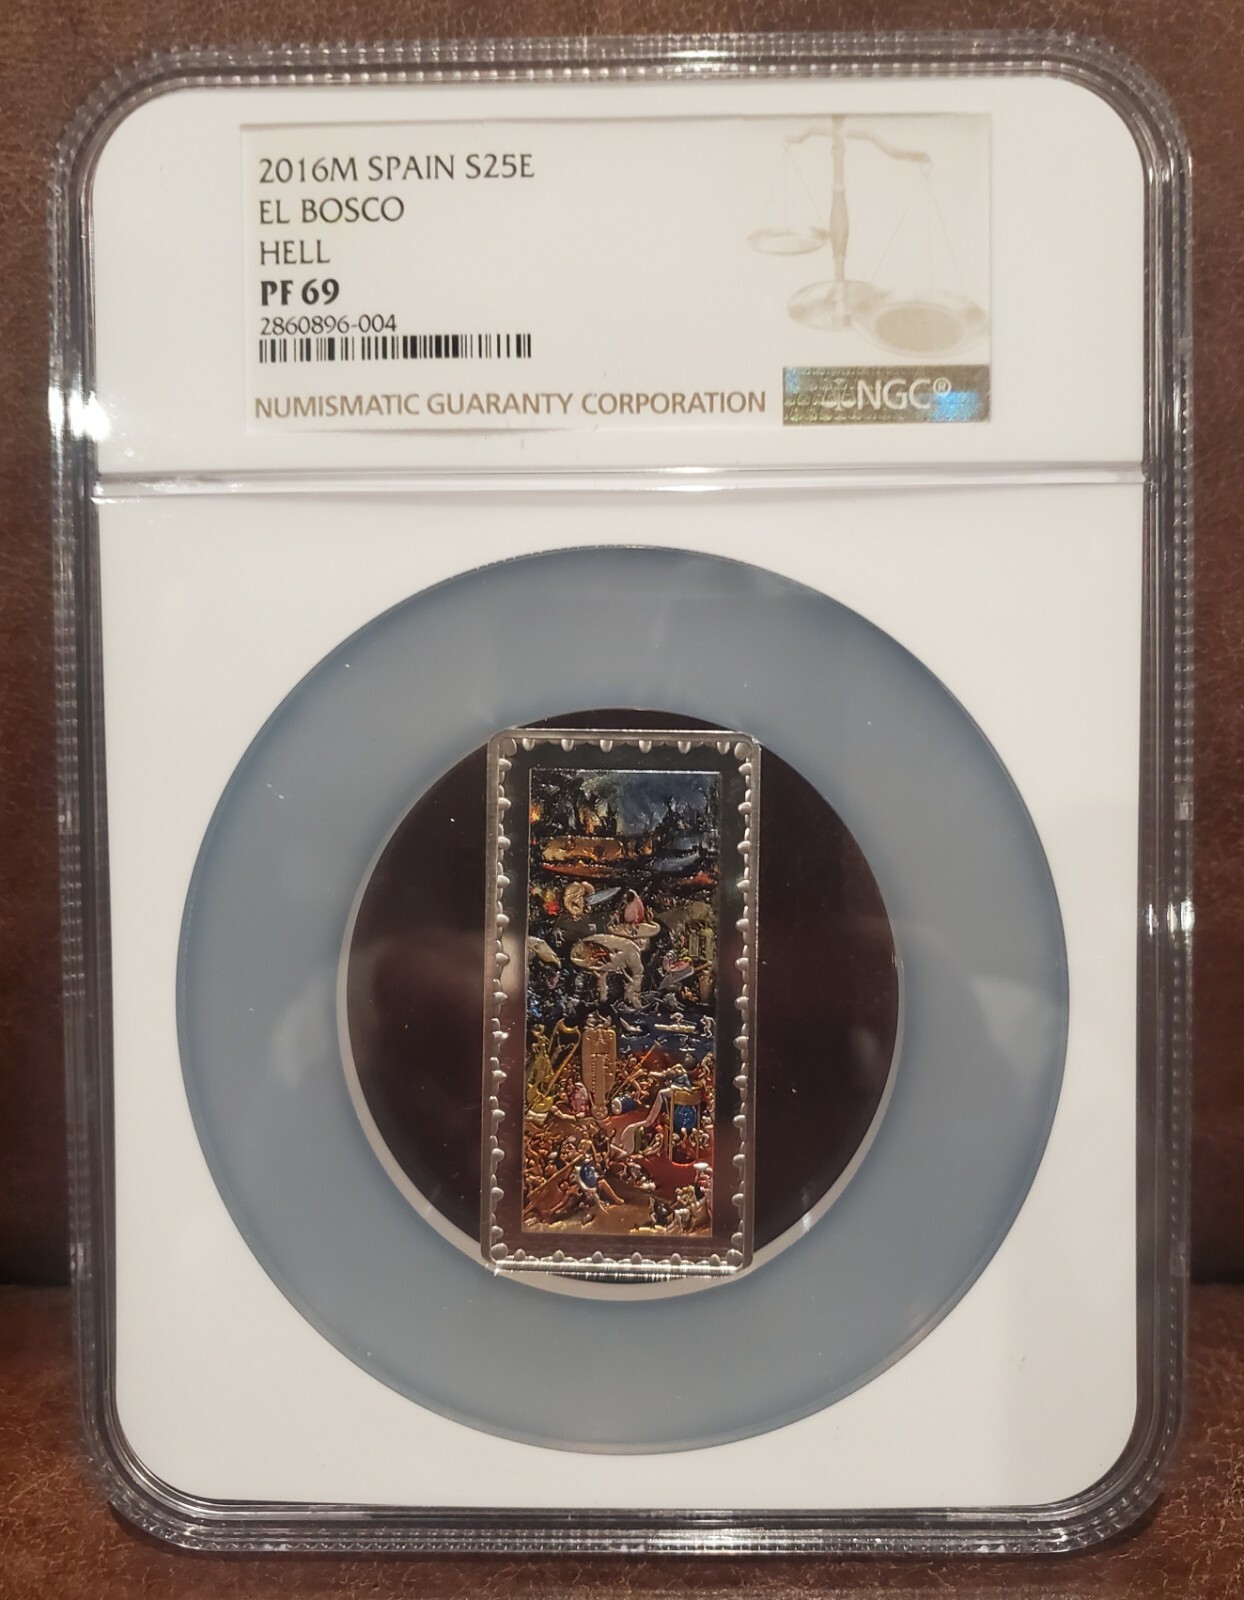 2016M SPAIN S25E
EL BOSCO
HELL
PF 69
2860896-004
NUMISMATIC GUARANTY CORPORATION
NGC®